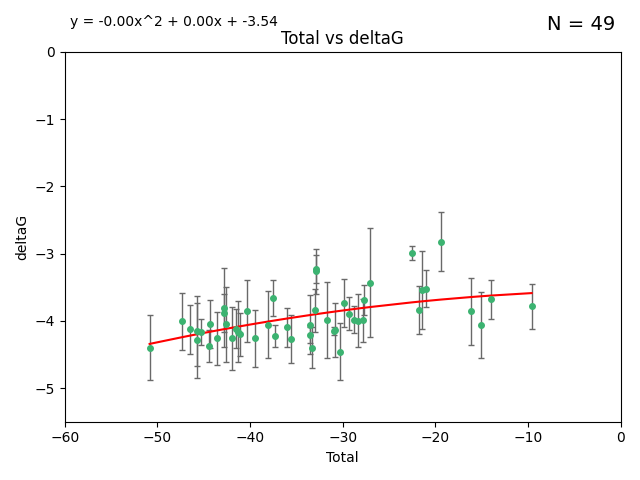 y = -0.00x^2 + 0.00x + -3.54
N = 49
Total vs deltaG
0
−1
−2
−3
−4
−5
deltaG
−60 −50 −40 −30 −20 −10 0
Total